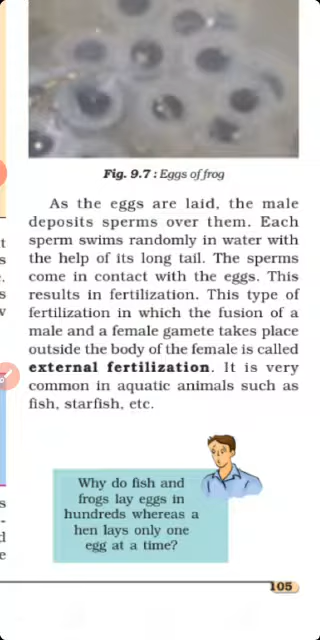 Fig. 9.7 : Eggs of frog
As the eggs are laid, the male
deposits sperms over them. Each
sperm swims randomly in water with
the help of its long tail. The sperms
come in contact with the eggs. This
results in fertilization. This type of
fertilization in which the fusion of a
male and a female gamete takes place
outside the body of the female is called
external fertilization. It is very
common in aquatic animals such as
fish, starfish, etc.
Why do fish and
frogs lay eggs in
hundreds whereas a
hen lays only one
egg at a time?
105